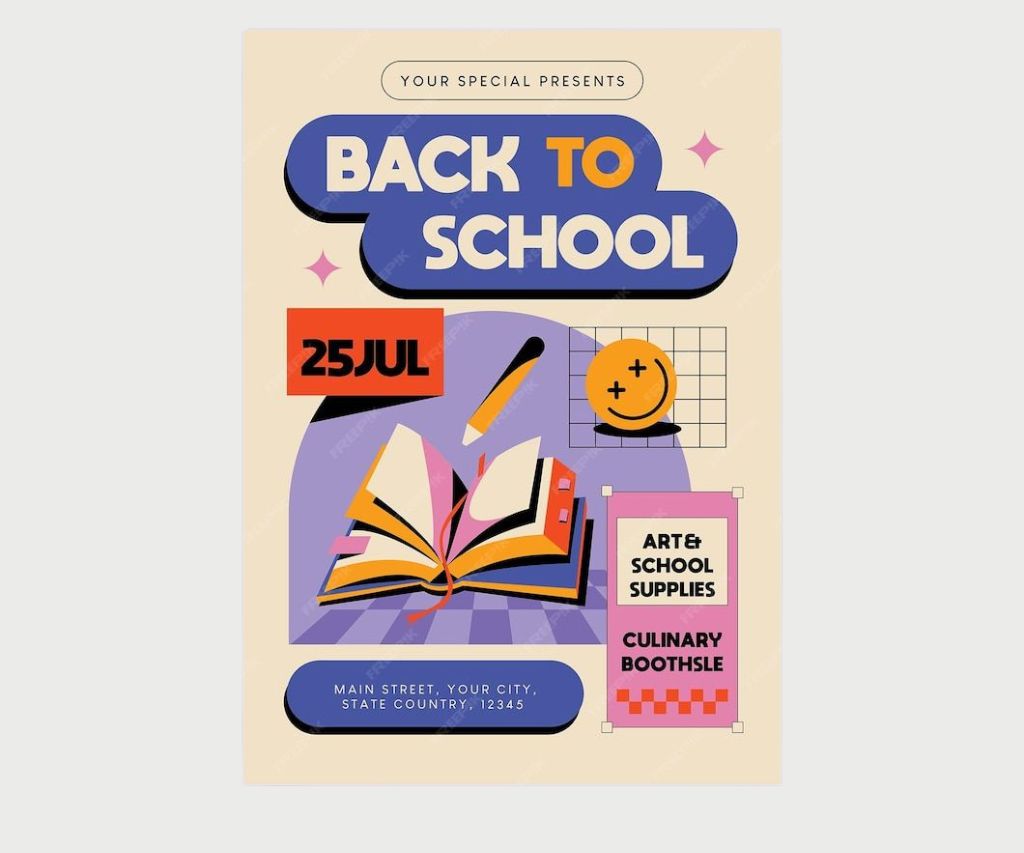 YOUR SPECIAL PRESENTS
BACK TO
SCHOOL
25JUL
ART&
SCHOOL
SUPPLIES
CULINARY
BOOTHSLE
MAIN STREET, YOUR CITY,
STATE COUNTRY, 12345
FREEPIK